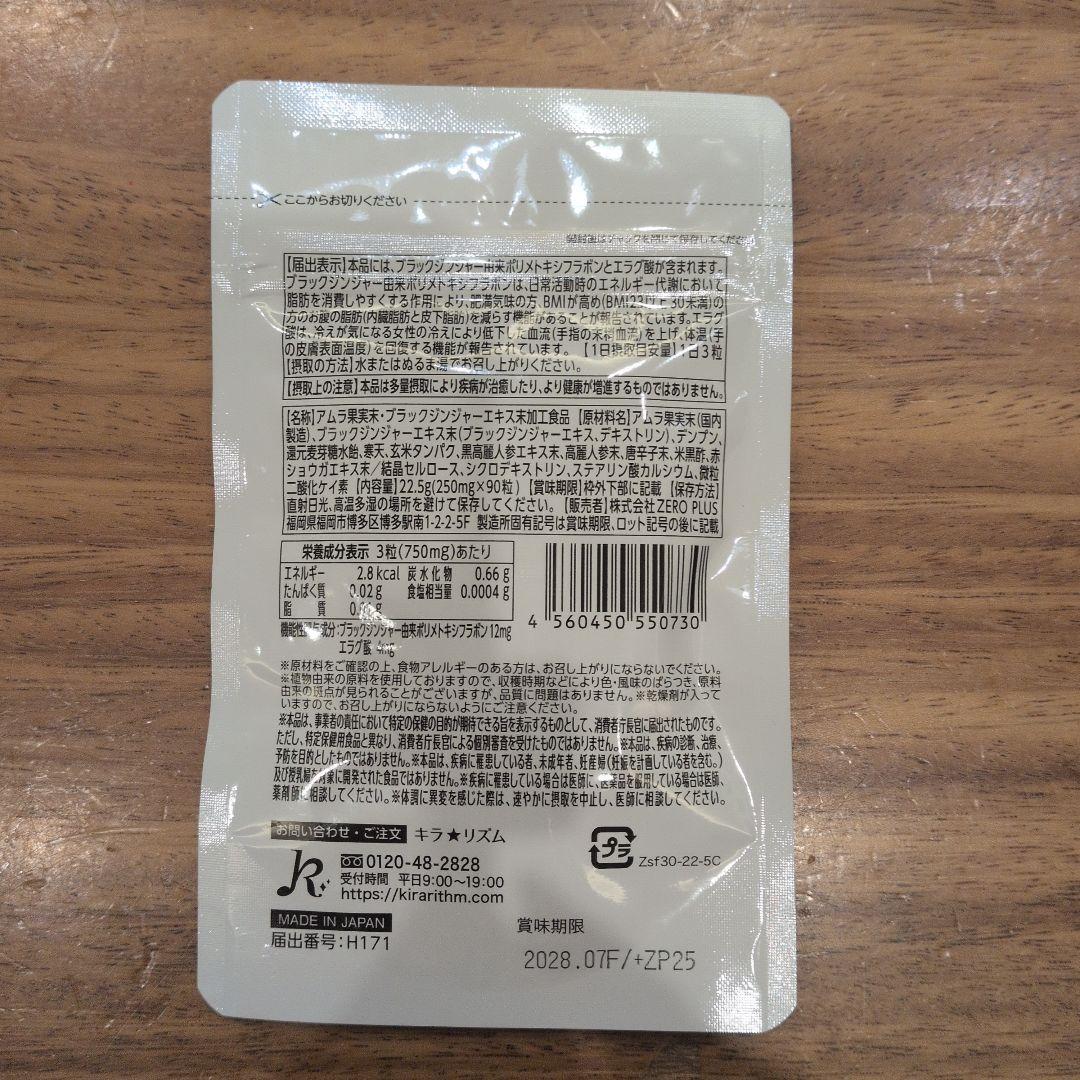 ここからお切りください
開封後はチャックを閉じて保存してください
【届出表示】本品には、ブラックジンジャー由来ポリメトキシフラボンとエラグ酸が含まれます。
ブラックジンジャー由来ポリメトキシフラボンは、日常活動時のエネルギー代謝において
脂肪を消費しやすくする作用により、肥満気味の方、BMIが高め(BMI23以上30未満)の
方のお腹の脂肪(内臓脂肪と皮下脂肪)を減らす機能があることが報告されています。エラグ
酸は、冷えが気になる女性の冷えにより低下した血流(手指の末梢血流)を上げ、体温(手
の皮膚表面温度)を回復する機能が報告されています。【1日摂取目安量】1日3粒
【摂取の方法】水またはぬるま湯でお召し上がりください。
【摂取上の注意】本品は多量摂取により疾病が治癒したり、より健康が増進するものではありません。
【名称】アムラ果実末・ブラックジンジャーエキス末加工食品 【原材料名】アムラ果実末(国内
製造)、ブラックジンジャーエキス末(ブラックジンジャーエキス、デキストリン)、デンプン、
還元麦芽糖水飴、寒天、玄米タンパク、黒高麗人参エキス末、高麗人参末、唐辛子末、米黒酢、赤
ショウガエキス末/結晶セルロース、シクロデキストリン、ステアリン酸カルシウム、微粒
二酸化ケイ素 【内容量】22.5g(250mg×90粒) 【賞味期限】枠外下部に記載 【保存方法】
直射日光、高温多湿の場所を避けて保存してください。【販売者】株式会社ZERO PLUS
福岡県福岡市博多区博多駅南1-2-2-5F 製造所固有記号は賞味期限、ロット記号の後に記載
栄養成分表示 3粒(750mg)あたり
エネルギー 2.8 kcal 炭水化物 0.66 g
たんぱく質 0.02 g 食塩相当量 0.0004 g
脂質
4 560450 550730
機能性関与成分:ブラックジンジャー由来ポリメトキシフラボン 12mg
エラグ酸 4mg
※原材料をご確認の上、食物アレルギーのある方は、お召し上がりにならないでください。
※植物由来の原料を使用しておりますので、収穫時期などにより色・風味のばらつき、原料
由来の斑点が見られることがございますが、品質に問題はありません。※乾燥剤が入って
いますので、お召し上がりにならないようにご注意ください。
※本品は、事業者の責任において特定の保健の目的が期待できる旨を表示するものとして、消費者庁長官に届出されたものです。
ただし、特定保健用食品と異なり、消費者庁長官による個別審査を受けたものではありません。※本品は、疾病の診断、治療、
予防を目的としたものではありません。※本品は、疾病に罹患している者、未成年者、妊産婦(妊娠を計画している者を含む。)
及び授乳婦を対象に開発された食品ではありません。※疾病に罹患している場合は医師に、医薬品を服用している場合は医師、
薬剤師に相談してください。※体調に異変を感じた際は、速やかに摂取を中止し、医師に相談してください。
お問い合わせ・ご注文 キラ★リズム
k
0120-48-2828
受付時間 平日9:00〜19:00
https://kirarithm.com
プラ
Zsf30-22-5C
MADE IN JAPAN
届出番号:H171
賞味期限
2028.07F/+ZP25